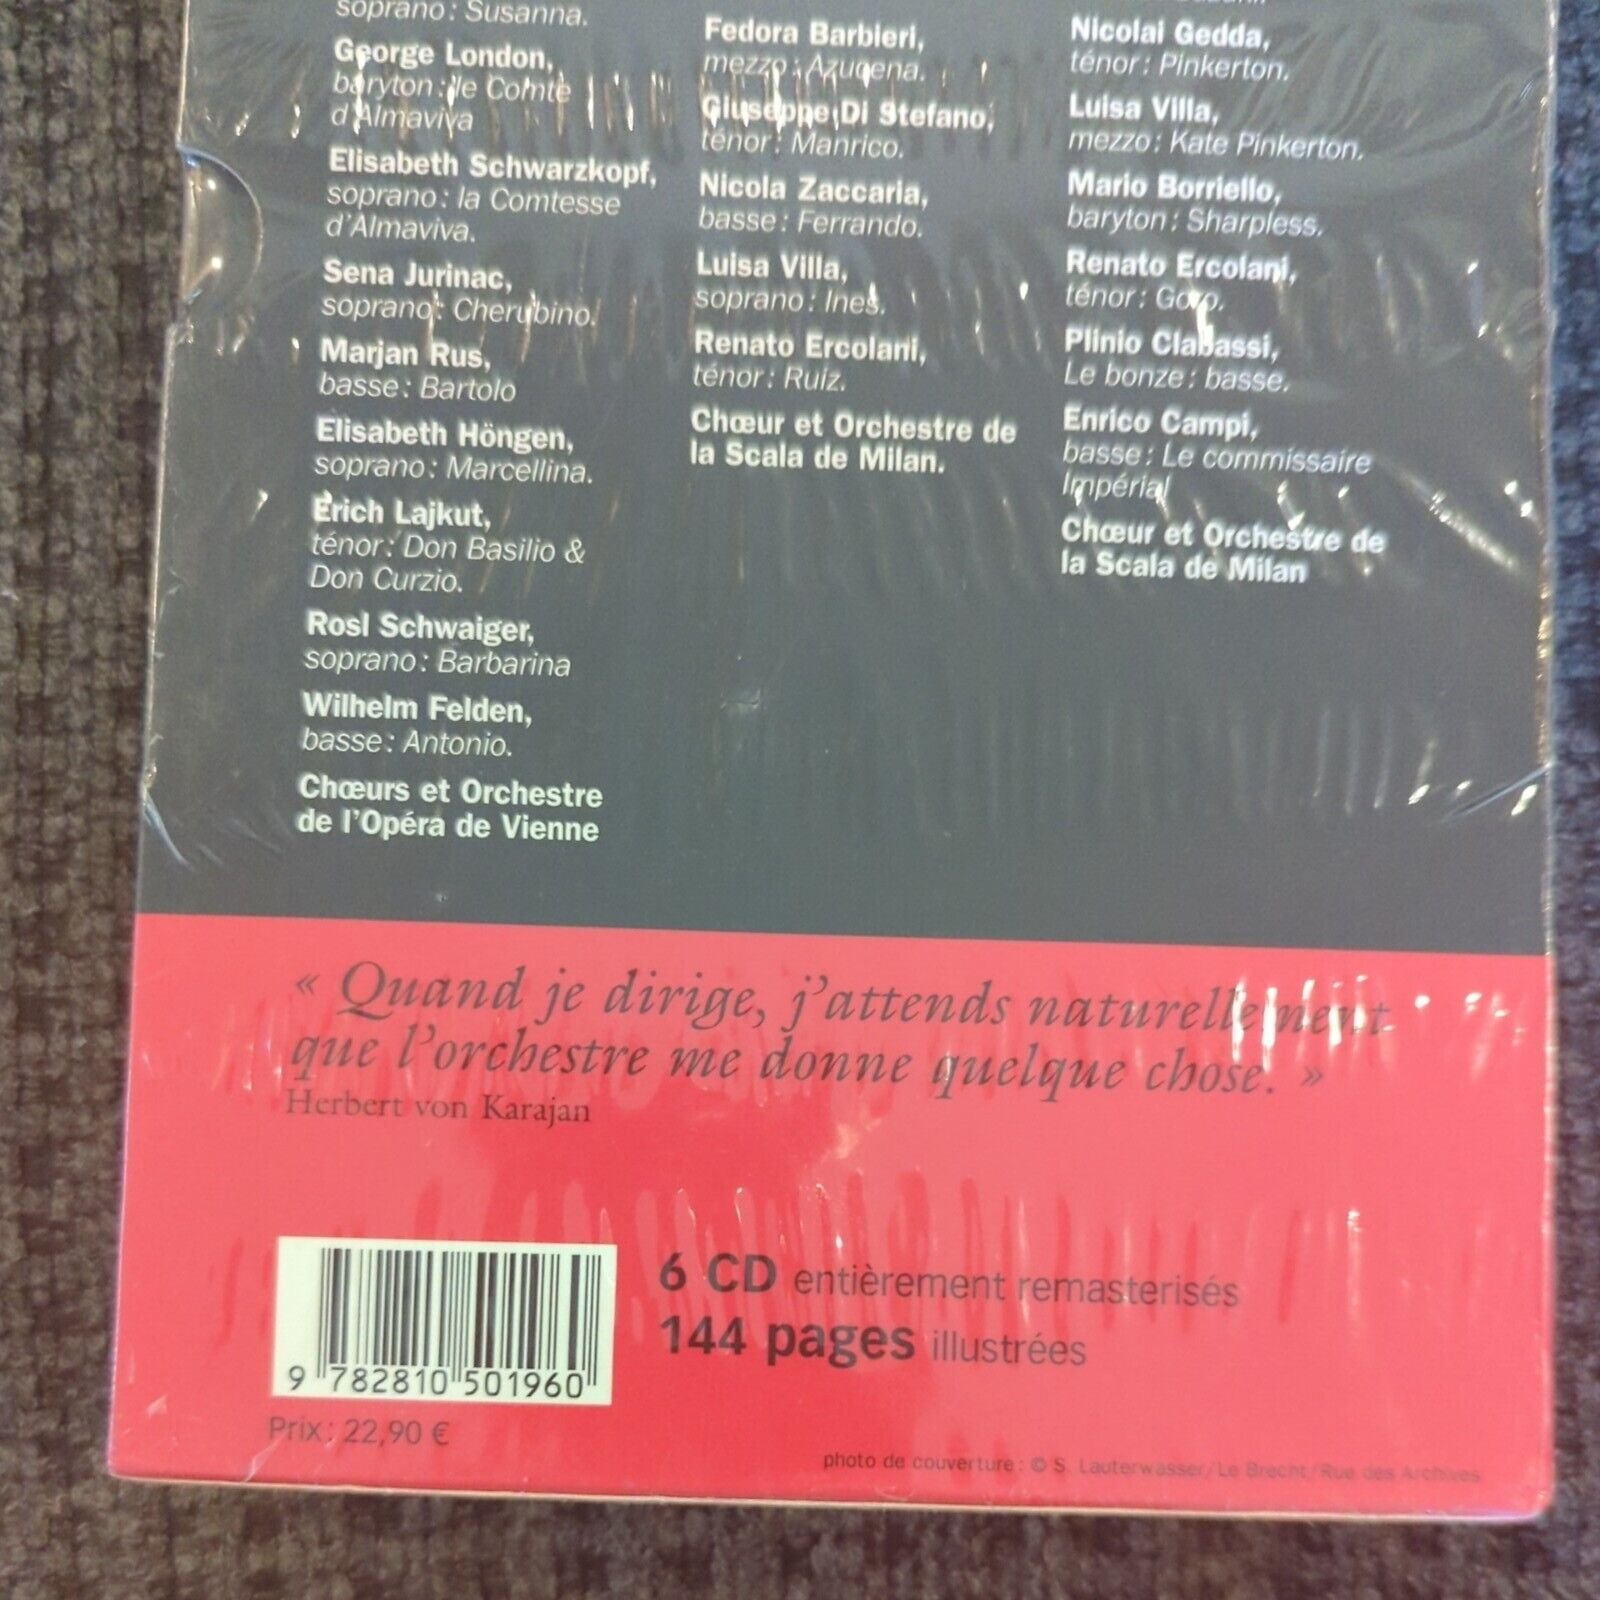 soprano : Susanna.
George London,
baryton : le Comte
d'Almaviva
Elisabeth Schwarzkopf,
soprano : la Comtesse
d'Almaviva.
Sena Jurinac,
soprano : Cherubino.
Marjan Rus,
basse : Bartolo
Elisabeth Höngen,
soprano : Marcellina.
Erich Lajkut,
ténor : Don Basilio &
Don Curzio.
Rosl Schwaiger,
soprano : Barbarina
Wilhelm Felden,
basse : Antonio.
Chœurs et Orchestre
de l'Opéra de Vienne
Fedora Barbieri,
mezzo : Azucena.
Giuseppe Di Stefano,
ténor : Manrico.
Nicola Zaccaria,
basse : Ferrando.
Luisa Villa,
soprano : Ines.
Renato Ercolani,
ténor : Ruiz.
Chœur et Orchestre de
la Scala de Milan.
Nicolai Gedda,
ténor : Pinkerton.
Luisa Villa,
mezzo : Kate Pinkerton.
Mario Borriello,
baryton : Sharpless.
Renato Ercolani,
ténor : Goro.
Plinio Clabassi,
Le bonze : basse.
Enrico Campi,
basse : Le commissaire
Impérial
Chœur et Orchestre de
la Scala de Milan
« Quand je dirige, j'attends naturellement
que l'orchestre me donne quelque chose. »
Herbert von Karajan
6 CD entièrement remasterisés
144 pages illustrées
9 782810 501960
Prix : 22,90 €
photo de couverture : © S. Lauterwasser/Le Brecht/Rue des Archives